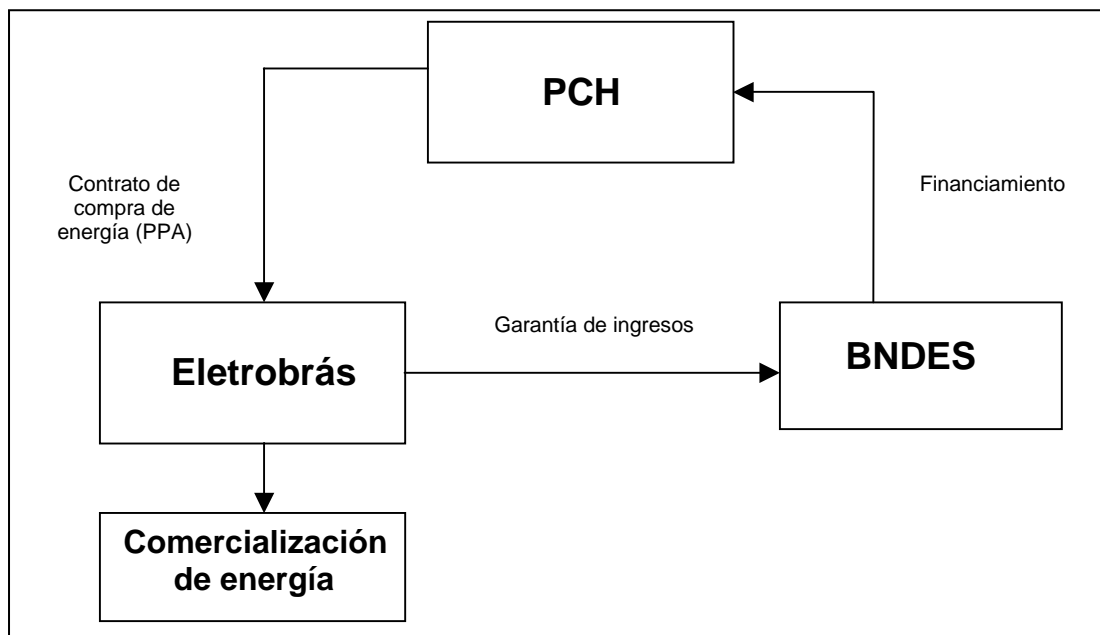 PCH
Contrato de
compra de
energía (PPA)
Financiamiento
Garantía de ingresos
Eletrobrás
BNDES
Comercialización
de energía